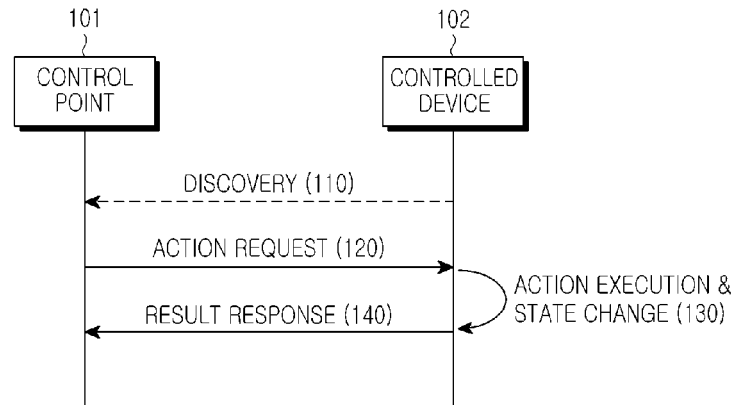 101
102
CONTROL
POINT
CONTROLLED
DEVICE
DISCOVERY (110)
ACTION REQUEST (120)
ACTION EXECUTION &
STATE CHANGE (130)
RESULT RESPONSE (140)